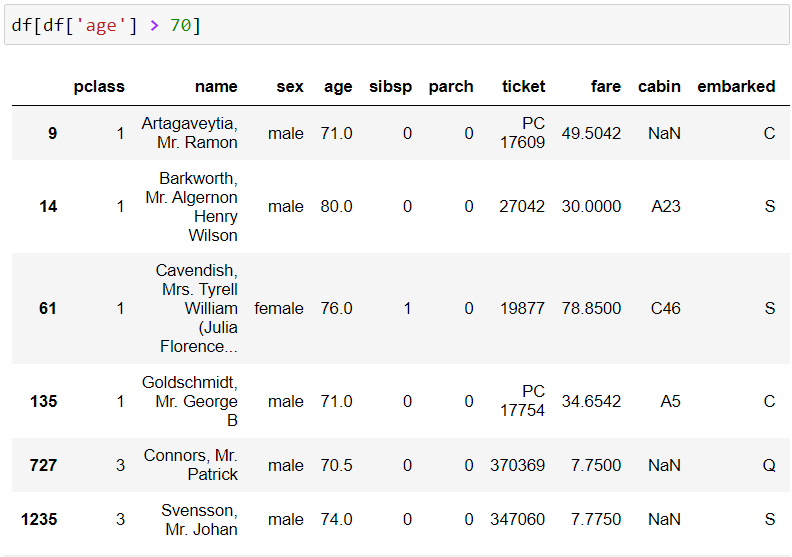 df[df['age'] > 70]
pclass name sex age sibsp parch ticket fare cabin embarked
9 1 Artagaveytia, Mr. Ramon male 71.0 0 0 PC 17609 49.5042 NaN C
14 1 Barkworth, Mr. Algernon Henry Wilson male 80.0 0 0 27042 30.0000 A23 S
61 1 Cavendish, Mrs. Tyrell William (Julia Florence... female 76.0 1 0 19877 78.8500 C46 S
135 1 Goldschmidt, Mr. George B male 71.0 0 0 PC 17754 34.6542 A5 C
727 3 Connors, Mr. Patrick male 70.5 0 0 370369 7.7500 NaN Q
1235 3 Svensson, Mr. Johan male 74.0 0 0 347060 7.7750 NaN S